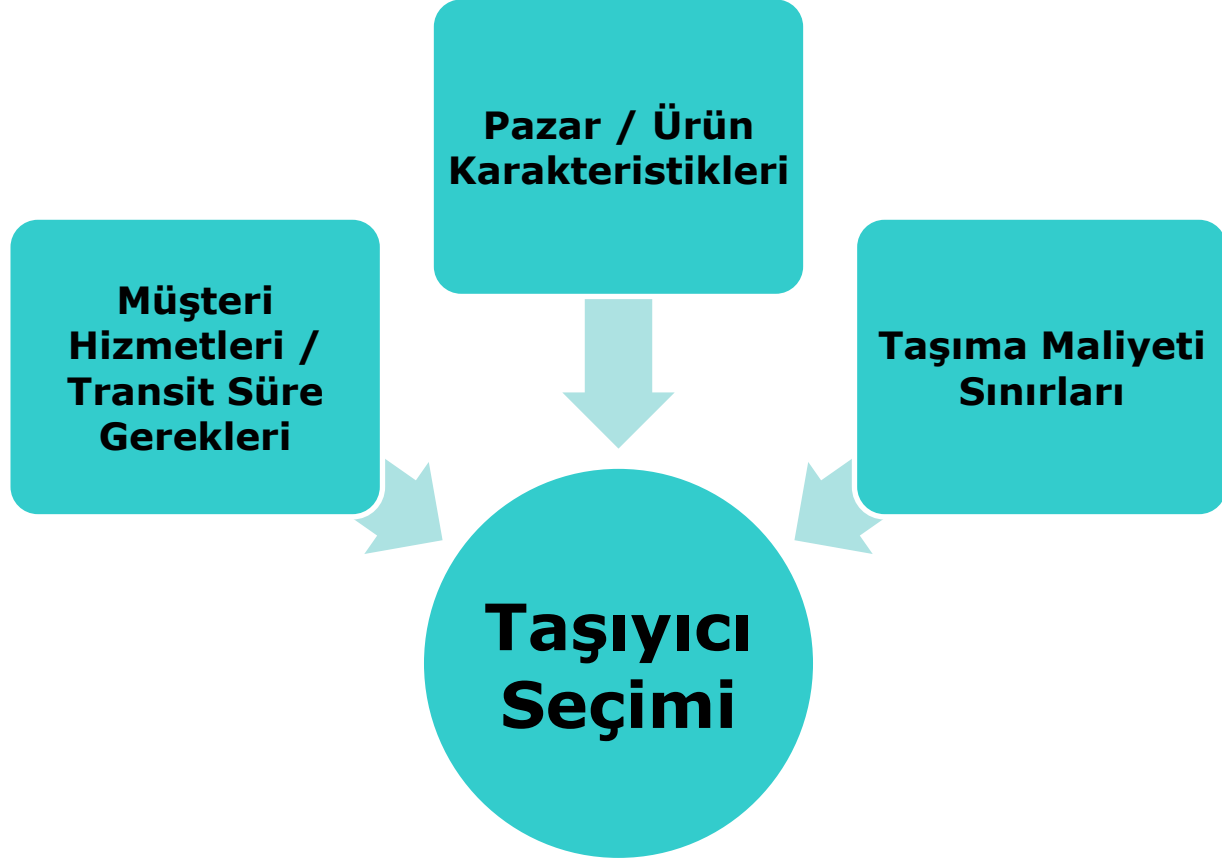 Pazar / Ürün
Karakteristikleri
Müşteri
Hizmetleri /
Transit Süre
Gerekleri
Taşıma Maliyeti
Sınırları
Taşıyıcı
Seçimi